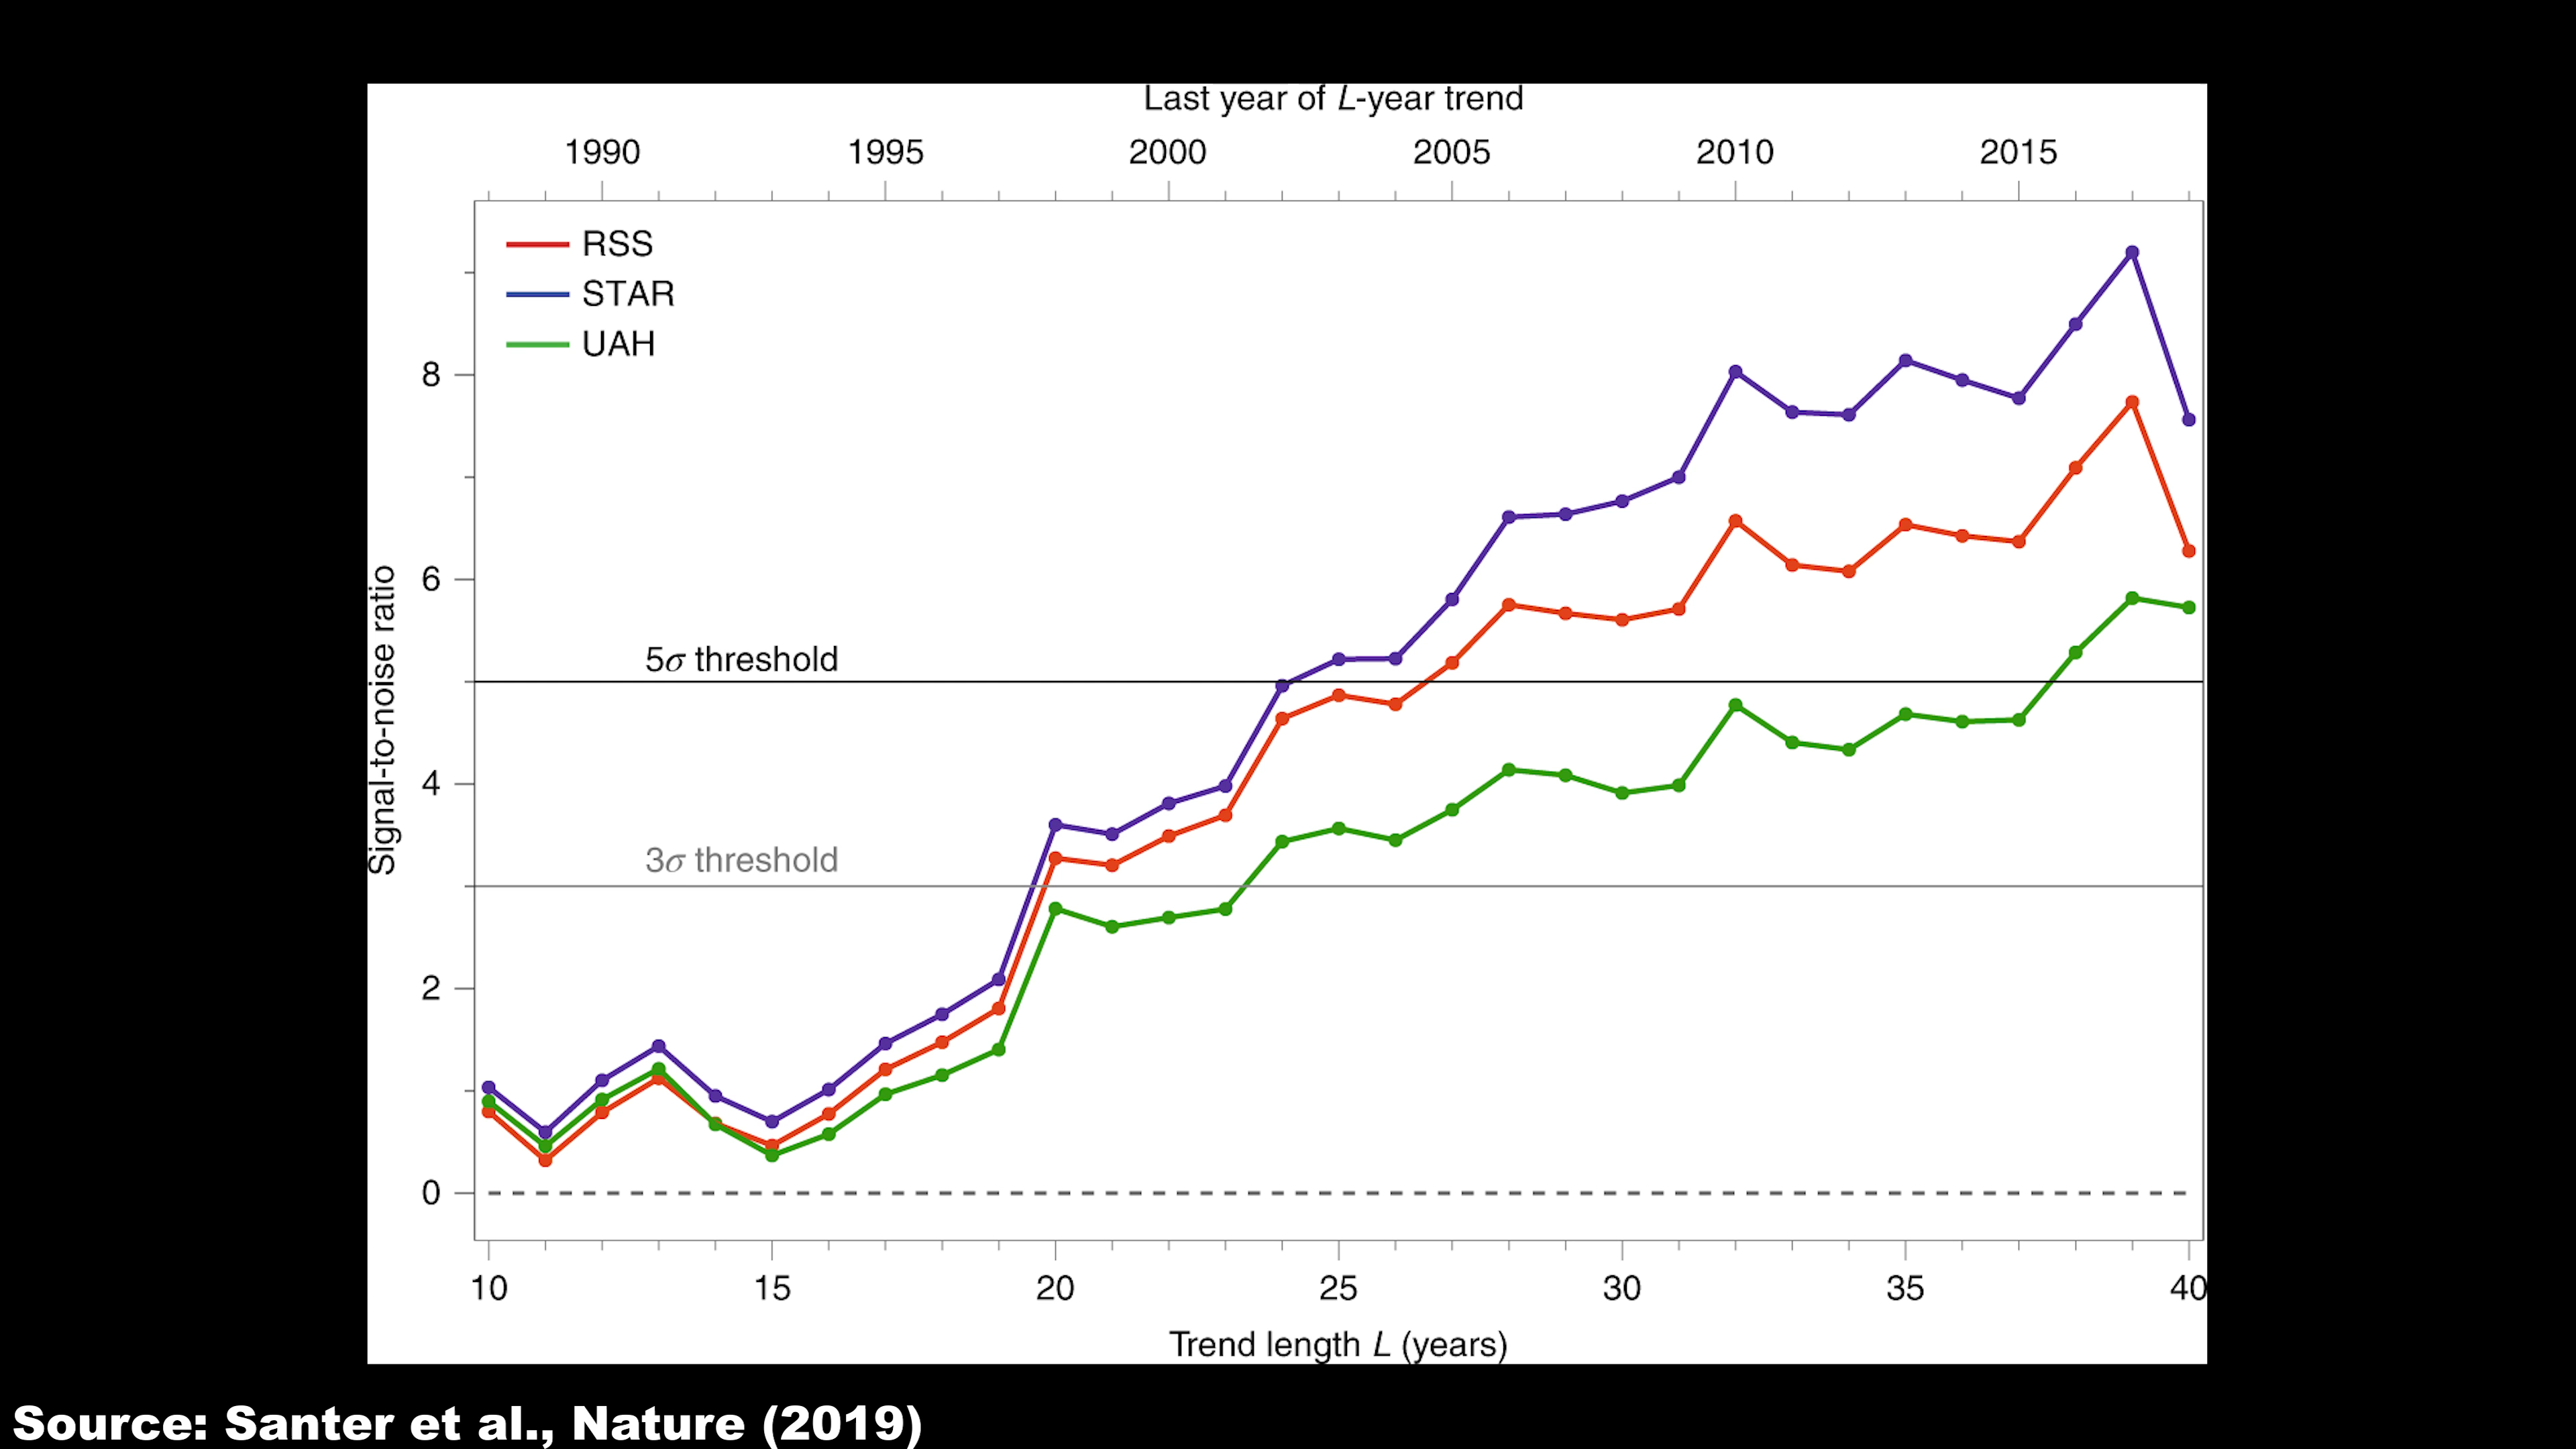 Last year of L-year trend
1990 1995 2000 2005 2010 2015
RSS
STAR
UAH
8
6
5σ threshold
4
3σ threshold
2
0
Signal-to-noise ratio
10 15 20 25 30 35 40
Trend length L (years)
Source: Santer et al., Nature (2019)